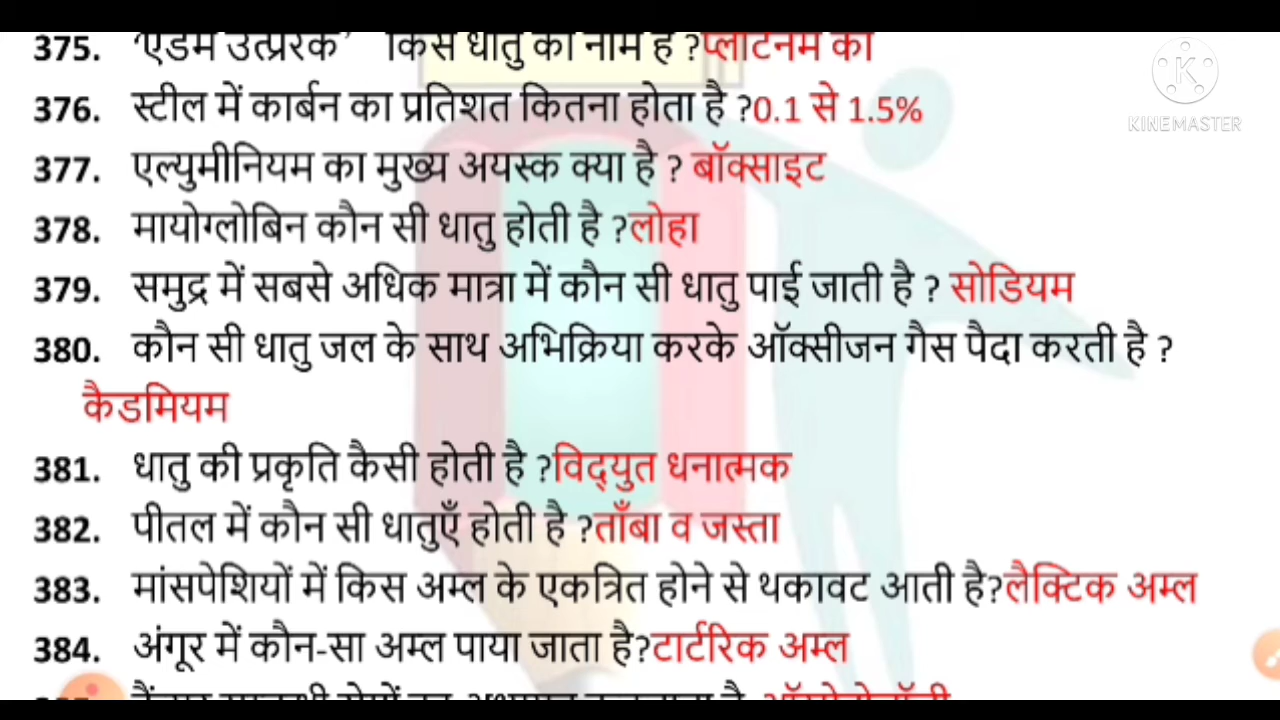 375. ‘एडम उत्प्रेरक’ किस धातु का नाम है ?प्लेटिनम का
KINEMASTER
376. स्टील में कार्बन का प्रतिशत कितना होता है ?0.1 से 1.5%
377. एल्युमीनियम का मुख्य अयस्क क्या है ? बॉक्साइट
378. मायोग्लोबिन कौन सी धातु होती है ?लोहा
379. समुद्र में सबसे अधिक मात्रा में कौन सी धातु पाई जाती है ? सोडियम
380. कौन सी धातु जल के साथ अभिक्रिया करके ऑक्सीजन गैस पैदा करती है ?
कैडमियम
381. धातु की प्रकृति कैसी होती है ?विद्युत धनात्मक
382. पीतल में कौन सी धातुएँ होती है ?ताँबा व जस्ता
383. मांसपेशियों में किस अम्ल के एकत्रित होने से थकावट आती है?लैक्टिक अम्ल
384. अंगूर में कौन-सा अम्ल पाया जाता है?टार्टरिक अम्ल